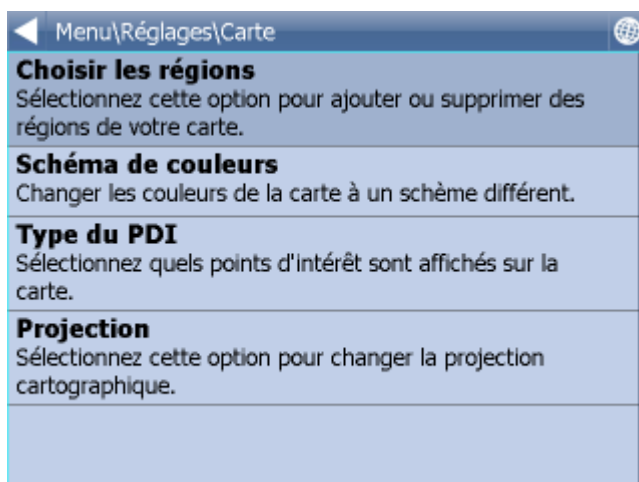 Menu\Réglages\Carte
Choisir les régions
Sélectionnez cette option pour ajouter ou supprimer des
régions de votre carte.
Schéma de couleurs
Changer les couleurs de la carte à un schème différent.
Type du PDI
Sélectionnez quels points d'intérêt sont affichés sur la
carte.
Projection
Sélectionnez cette option pour changer la projection
cartographique.